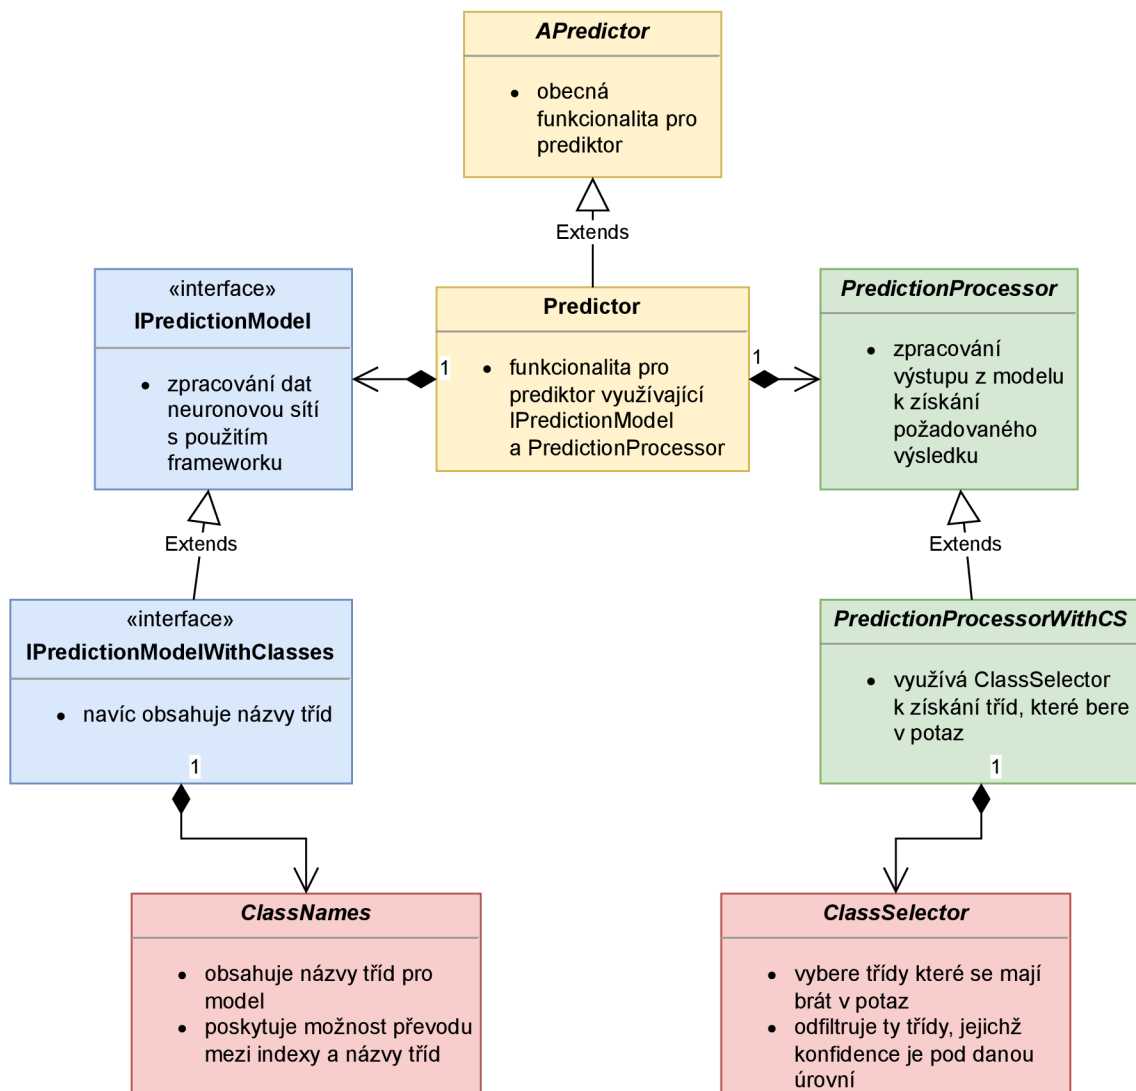 APredictor
• obecná
funkcionalita pro
prediktor
Extends
«interface»
IPredictionModel
• zpracování dat
neuronovou sítí
s použitím
frameworku
1
Predictor
• funkcionalita pro
prediktor využívající
IPredictionModel
a PredictionProcessor
1
PredictionProcessor
• zpracování
výstupu z modelu
k získání
požadovaného
výsledku
Extends
Extends
«interface»
IPredictionModelWithClasses
• navíc obsahuje názvy tříd
1
PredictionProcessorWithCS
• využívá ClassSelector
k získání tříd, které bere
v potaz
1
ClassNames
• obsahuje názvy tříd pro
model
• poskytuje možnost převodu
mezi indexy a názvy tříd
ClassSelector
• vybere třídy které se mají
brát v potaz
• odfiltruje ty třídy, jejichž
konfidence je pod danou
úrovní